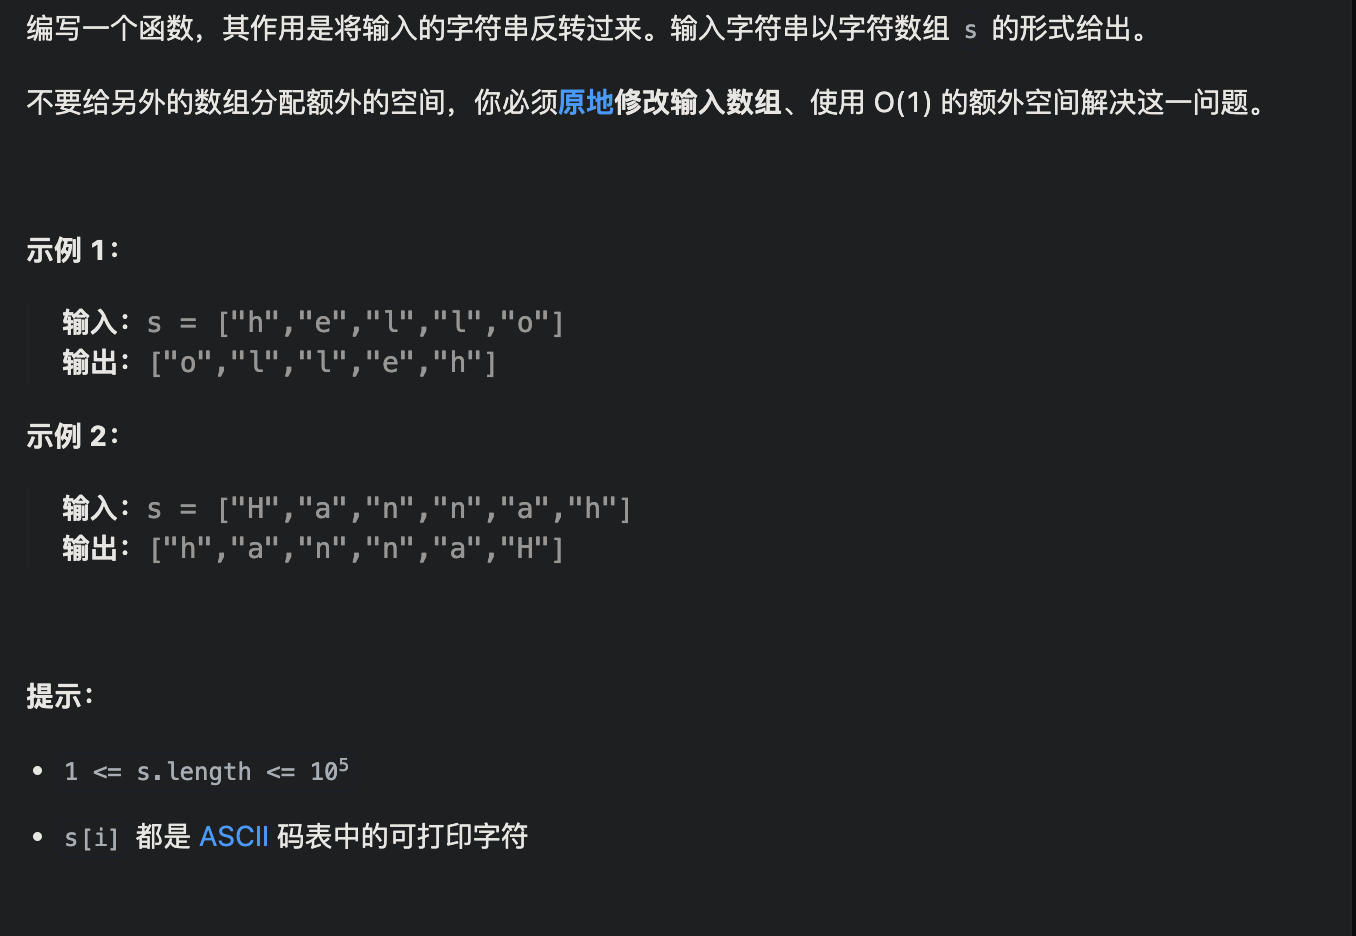 编写一个函数，其作用是将输入的字符串反转过来。输入字符串以字符数组 s 的形式给出。
不要给另外的数组分配额外的空间，你必须原地修改输入数组、使用 O(1) 的额外空间解决这一问题。
示例 1：
输入：s = ["h","e","l","l","o"]
输出：["o","l","l","e","h"]
示例 2：
输入：s = ["H","a","n","n","a","h"]
输出：["h","a","n","n","a","H"]
提示：
• 1 <= s.length <= 10⁵
• s[i] 都是 ASCII 码表中的可打印字符